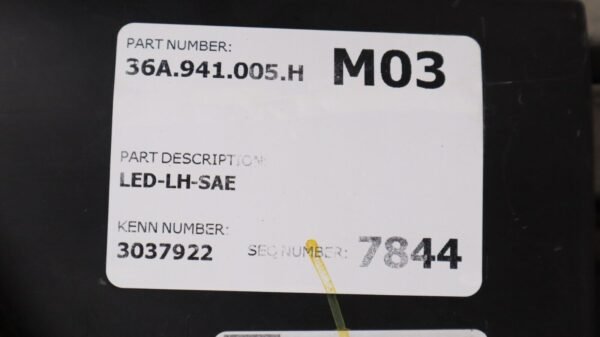 PART NUMBER:
36A.941.005.H M03
PART DESCRIPTION:
LED-LH-SAE
KENN NUMBER:
3037922 SEQ NUMBER: 7844